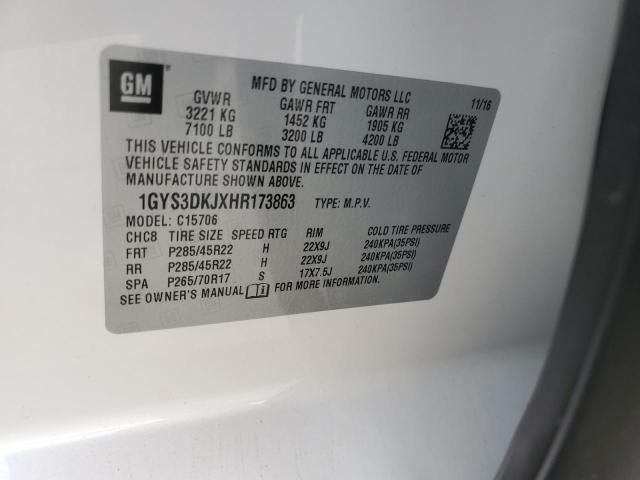 GM
MFD BY GENERAL MOTORS LLC 11/16
GVWR GAWR FRT GAWR RR
3221 KG 1452 KG 1905 KG
7100 LB 3200 LB 4200 LB
THIS VEHICLE CONFORMS TO ALL APPLICABLE U.S. FEDERAL MOTOR
VEHICLE SAFETY STANDARDS IN EFFECT ON THE DATE OF
MANUFACTURE SHOWN ABOVE.
1GYS3DKJXHR173863 TYPE: M.P.V.
MODEL: C15706
CHC8 TIRE SIZE SPEED RTG RIM COLD TIRE PRESSURE
FRT P285/45R22 H 22X9J 240KPA(35PSI)
RR P285/45R22 H 22X9J 240KPA(35PSI)
SPA P265/70R17 S 17X7.5J 240KPA(35PSI)
SEE OWNER'S MANUAL FOR MORE INFORMATION.